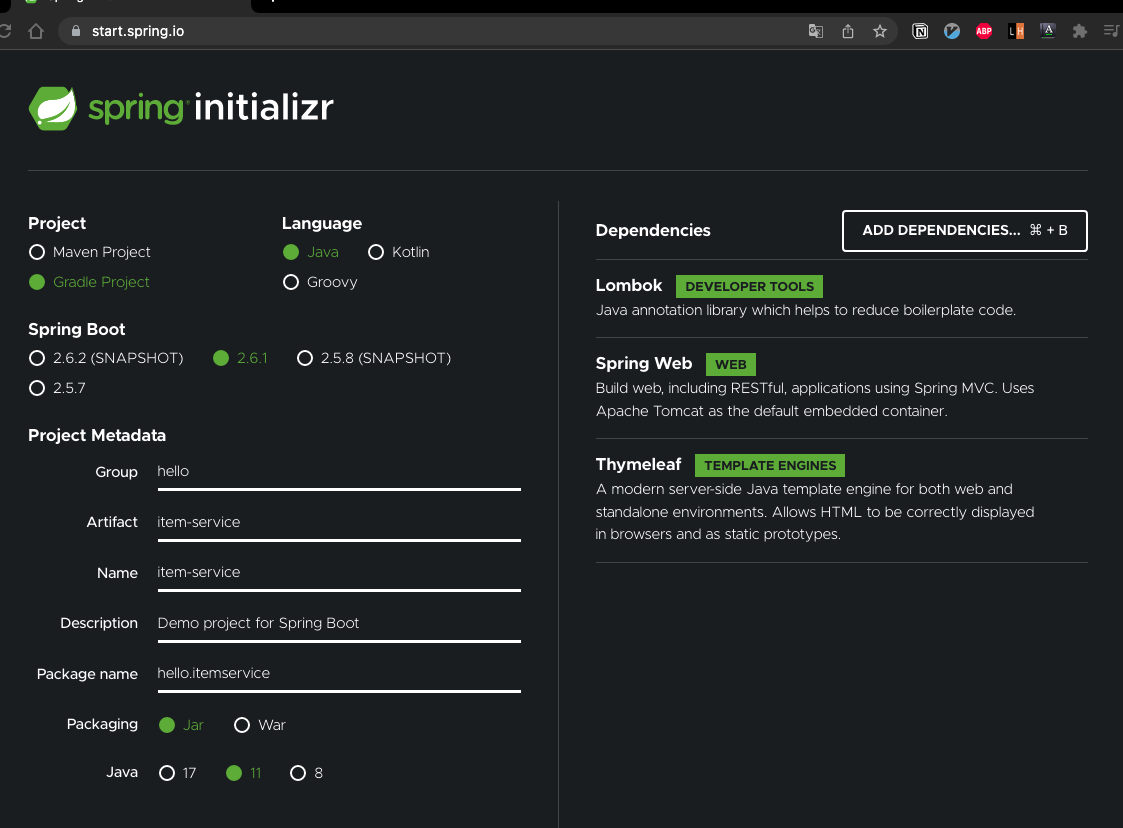 start.spring.io
ABP
L H
A
spring initializr
Project
Maven Project
Gradle Project
Language
Java Kotlin
Groovy
Spring Boot
2.6.2 (SNAPSHOT) 2.6.1 2.5.8 (SNAPSHOT)
2.5.7
Project Metadata
Group hello
Artifact item-service
Name item-service
Description Demo project for Spring Boot
Package name hello.itemservice
Packaging Jar War
Java 17 11 8
Dependencies ADD DEPENDENCIES... ⌘ + B
Lombok DEVELOPER TOOLS
Java annotation library which helps to reduce boilerplate code.
Spring Web WEB
Build web, including RESTful, applications using Spring MVC. Uses
Apache Tomcat as the default embedded container.
Thymeleaf TEMPLATE ENGINES
A modern server-side Java template engine for both web and
standalone environments. Allows HTML to be correctly displayed
in browsers and as static prototypes.